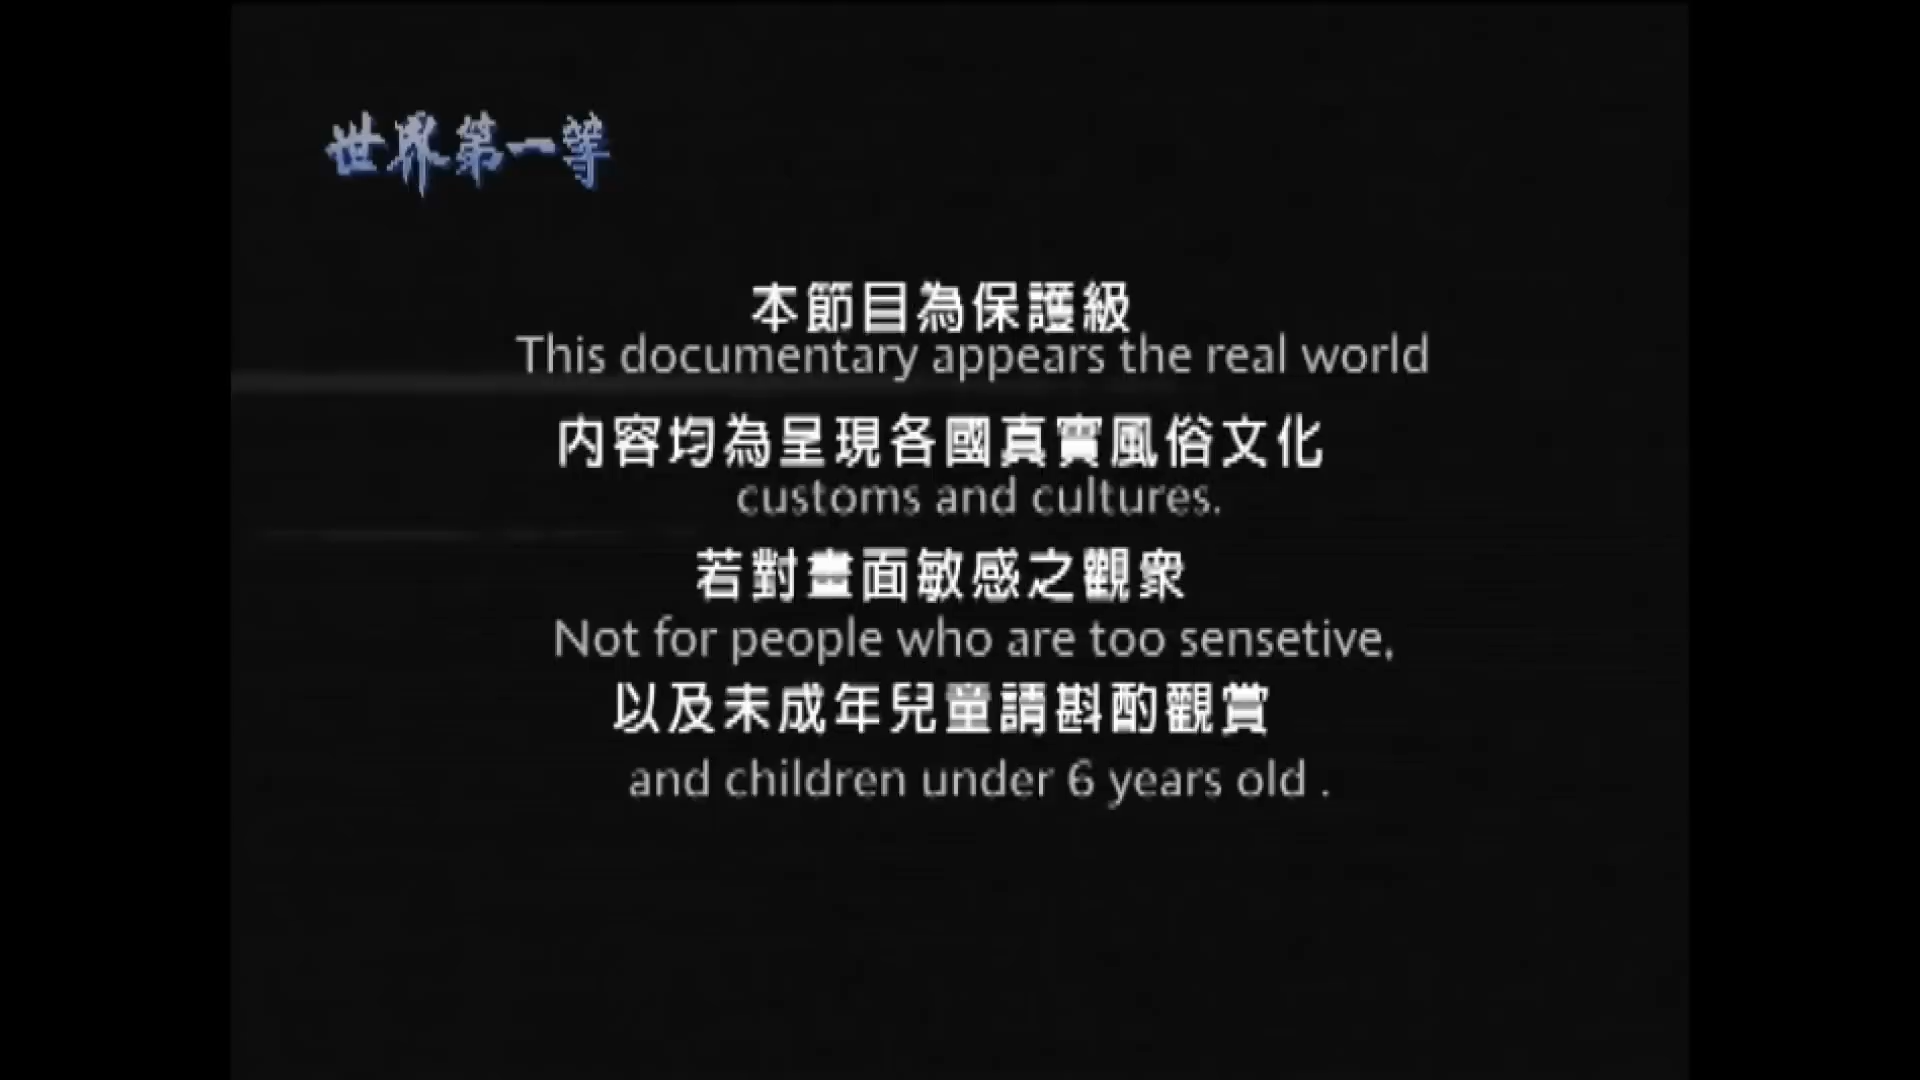 世界第一等
本節目為保護級
This documentary appears the real world
內容均為呈現各國真實風俗文化
customs and cultures.
若對畫面敏感之觀眾
Not for people who are too sensetive,
以及未成年兒童請斟酌觀賞
and children under 6 years old .